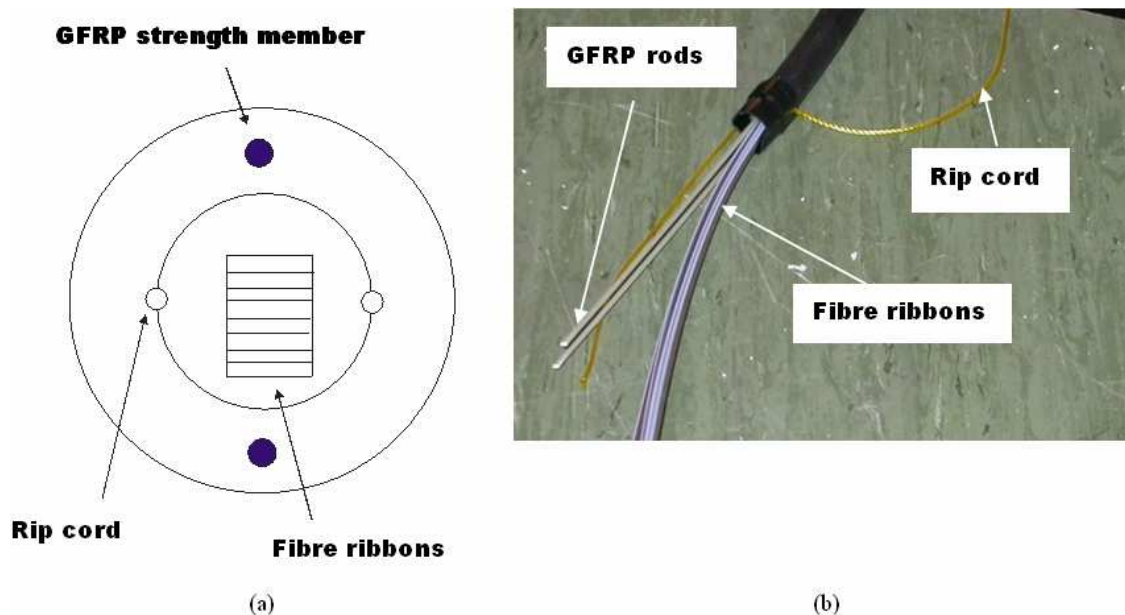 GFRP strength member
Rip cord
Fibre ribbons
(a)
GFRP rods
Rip cord
Fibre ribbons
(b)